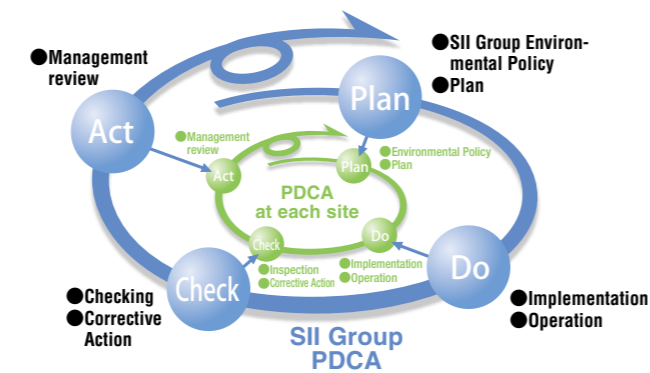 ●Management
review
●SII Group Environ-
mental Policy
●Plan
Plan
Act
●Management
review
●Environmental Policy
●Plan
Plan
Act
PDCA
at each site
Check
Do
●Inspection
●Corrective Action
●Implementation
●Operation
Check
Do
●Checking
●Corrective
Action
●Implementation
●Operation
SII Group
PDCA